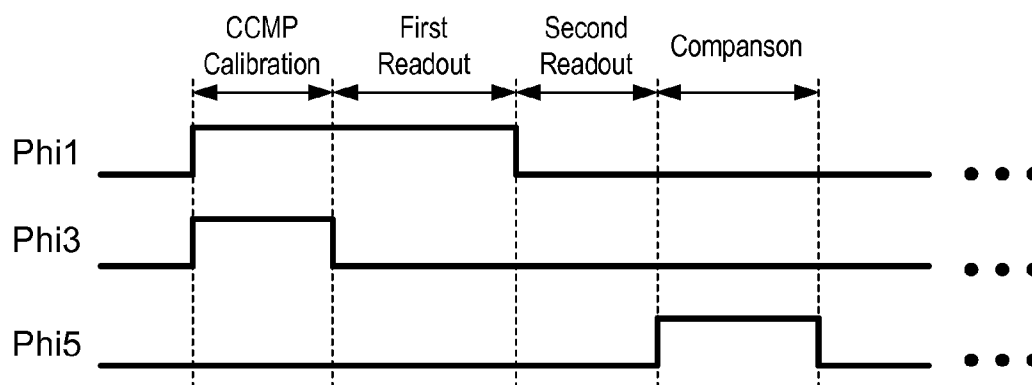 CCMP
Calibration
First
Readout
Second
Readout
Companson
Phi1
Phi3
Phi5